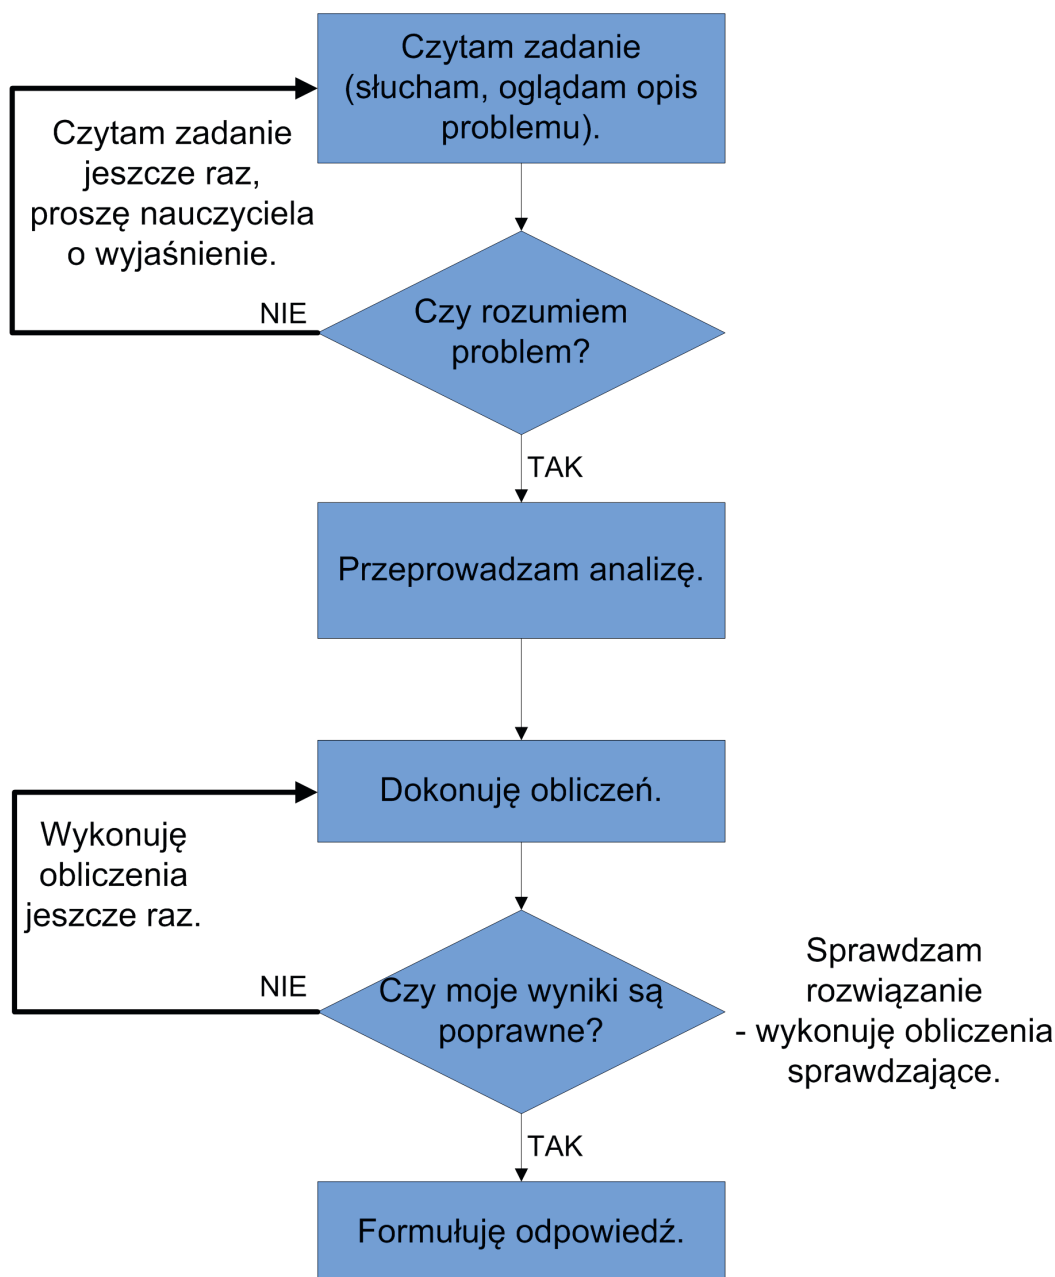 Czytam zadanie
(słucham, oglądam opis
problemu).
Czytam zadanie
jeszcze raz,
proszę nauczyciela
o wyjaśnienie.
NIE
Czy rozumiem
problem?
TAK
Przeprowadzam analizę.
Dokonuję obliczeń.
Wykonuję
obliczenia
jeszcze raz.
NIE
Czy moje wyniki są
poprawne?
Sprawdzam
rozwiązanie
- wykonuję obliczenia
sprawdzające.
TAK
Formułuję odpowiedź.